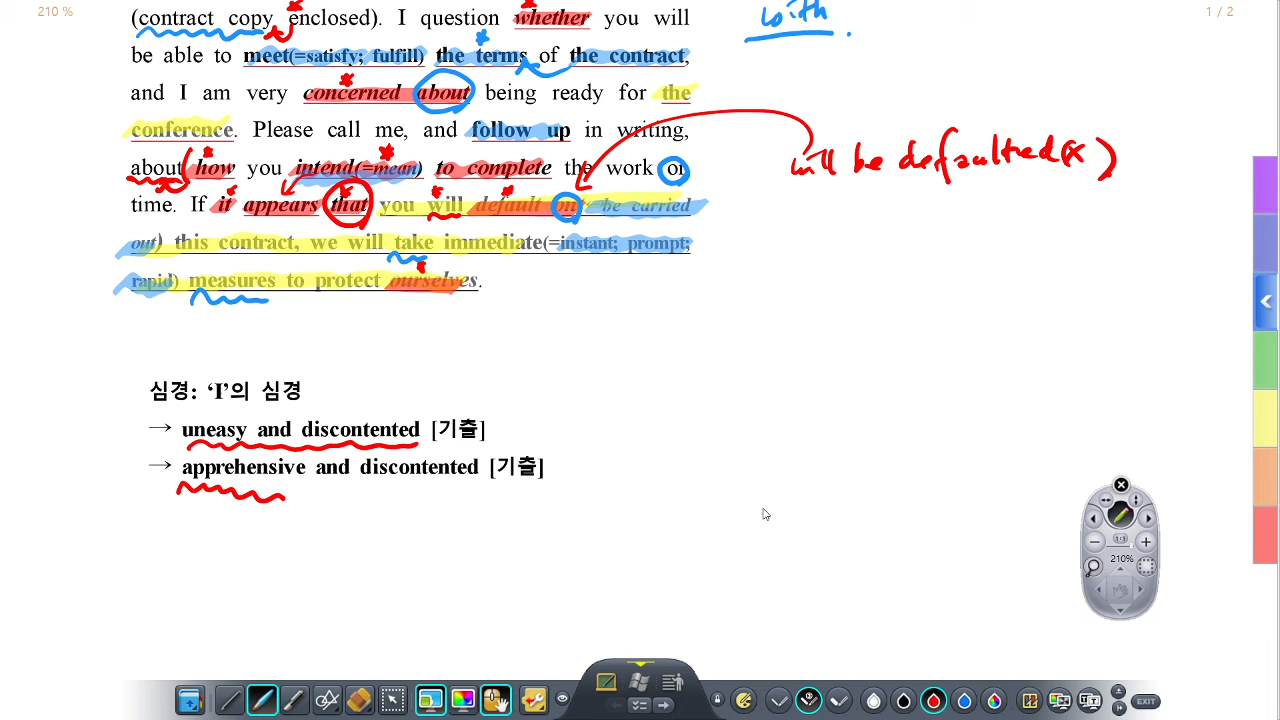 210 %
1 / 2
(contract copy enclosed). I question whether you will
with
be able to meet(=satisfy; fulfill) the terms of the contract,
and I am very concerned about being ready for the
conference. Please call me, and follow up in writing,
about how you intend(=mean) to complete the work or
will be defaulted(x)
time. If it appears that you will default on(: be carried
out) this contract, we will take immediate(=instant; prompt;
rapid) measures to protect ourselves.
심경: ‘I’의 심경
→ uneasy and discontented [기출]
→ apprehensive and discontented [기출]
1:1
210%
EXIT